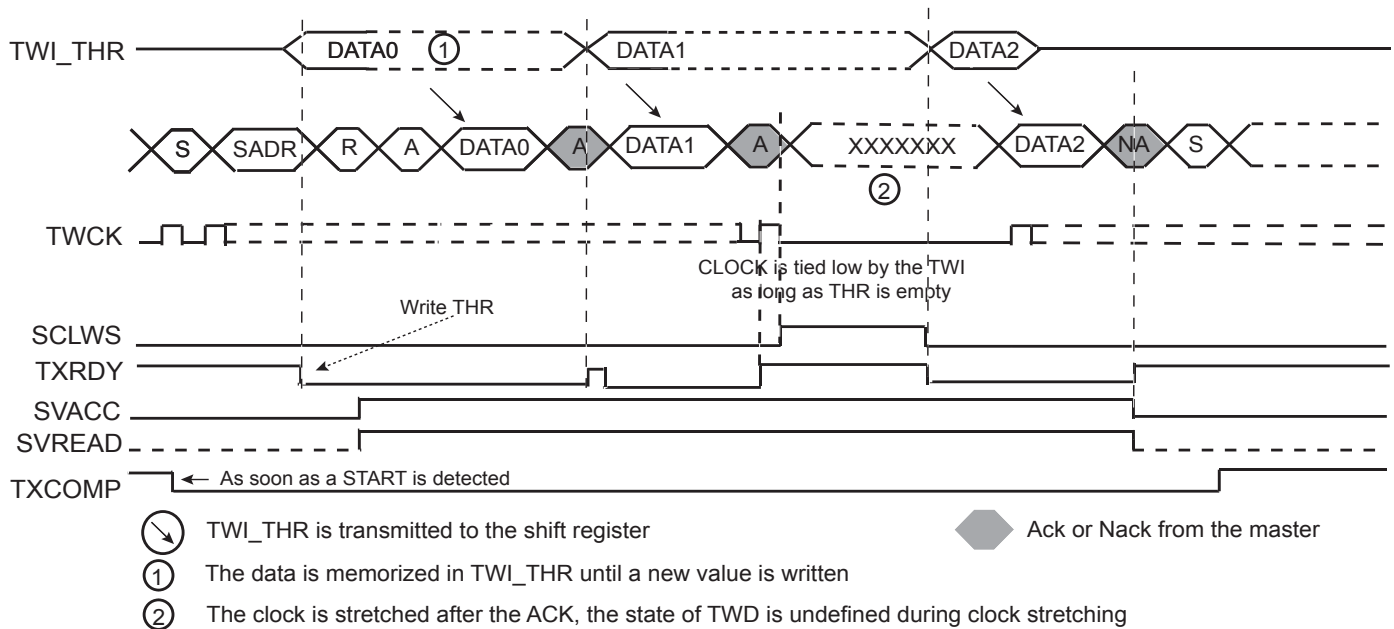 TWI_THR DATA0 1 DATA1 DATA2
S SADR R A DATA0 A DATA1 A XXXXXXX DATA2 NA S
2
TWCK
CLOCK is tied low by the TWI
as long as THR is empty
Write THR
SCLWS
TXRDY
SVACC
SVREAD
TXCOMP As soon as a START is detected
TWI_THR is transmitted to the shift register Ack or Nack from the master
1 The data is memorized in TWI_THR until a new value is written
2 The clock is stretched after the ACK, the state of TWD is undefined during clock stretching